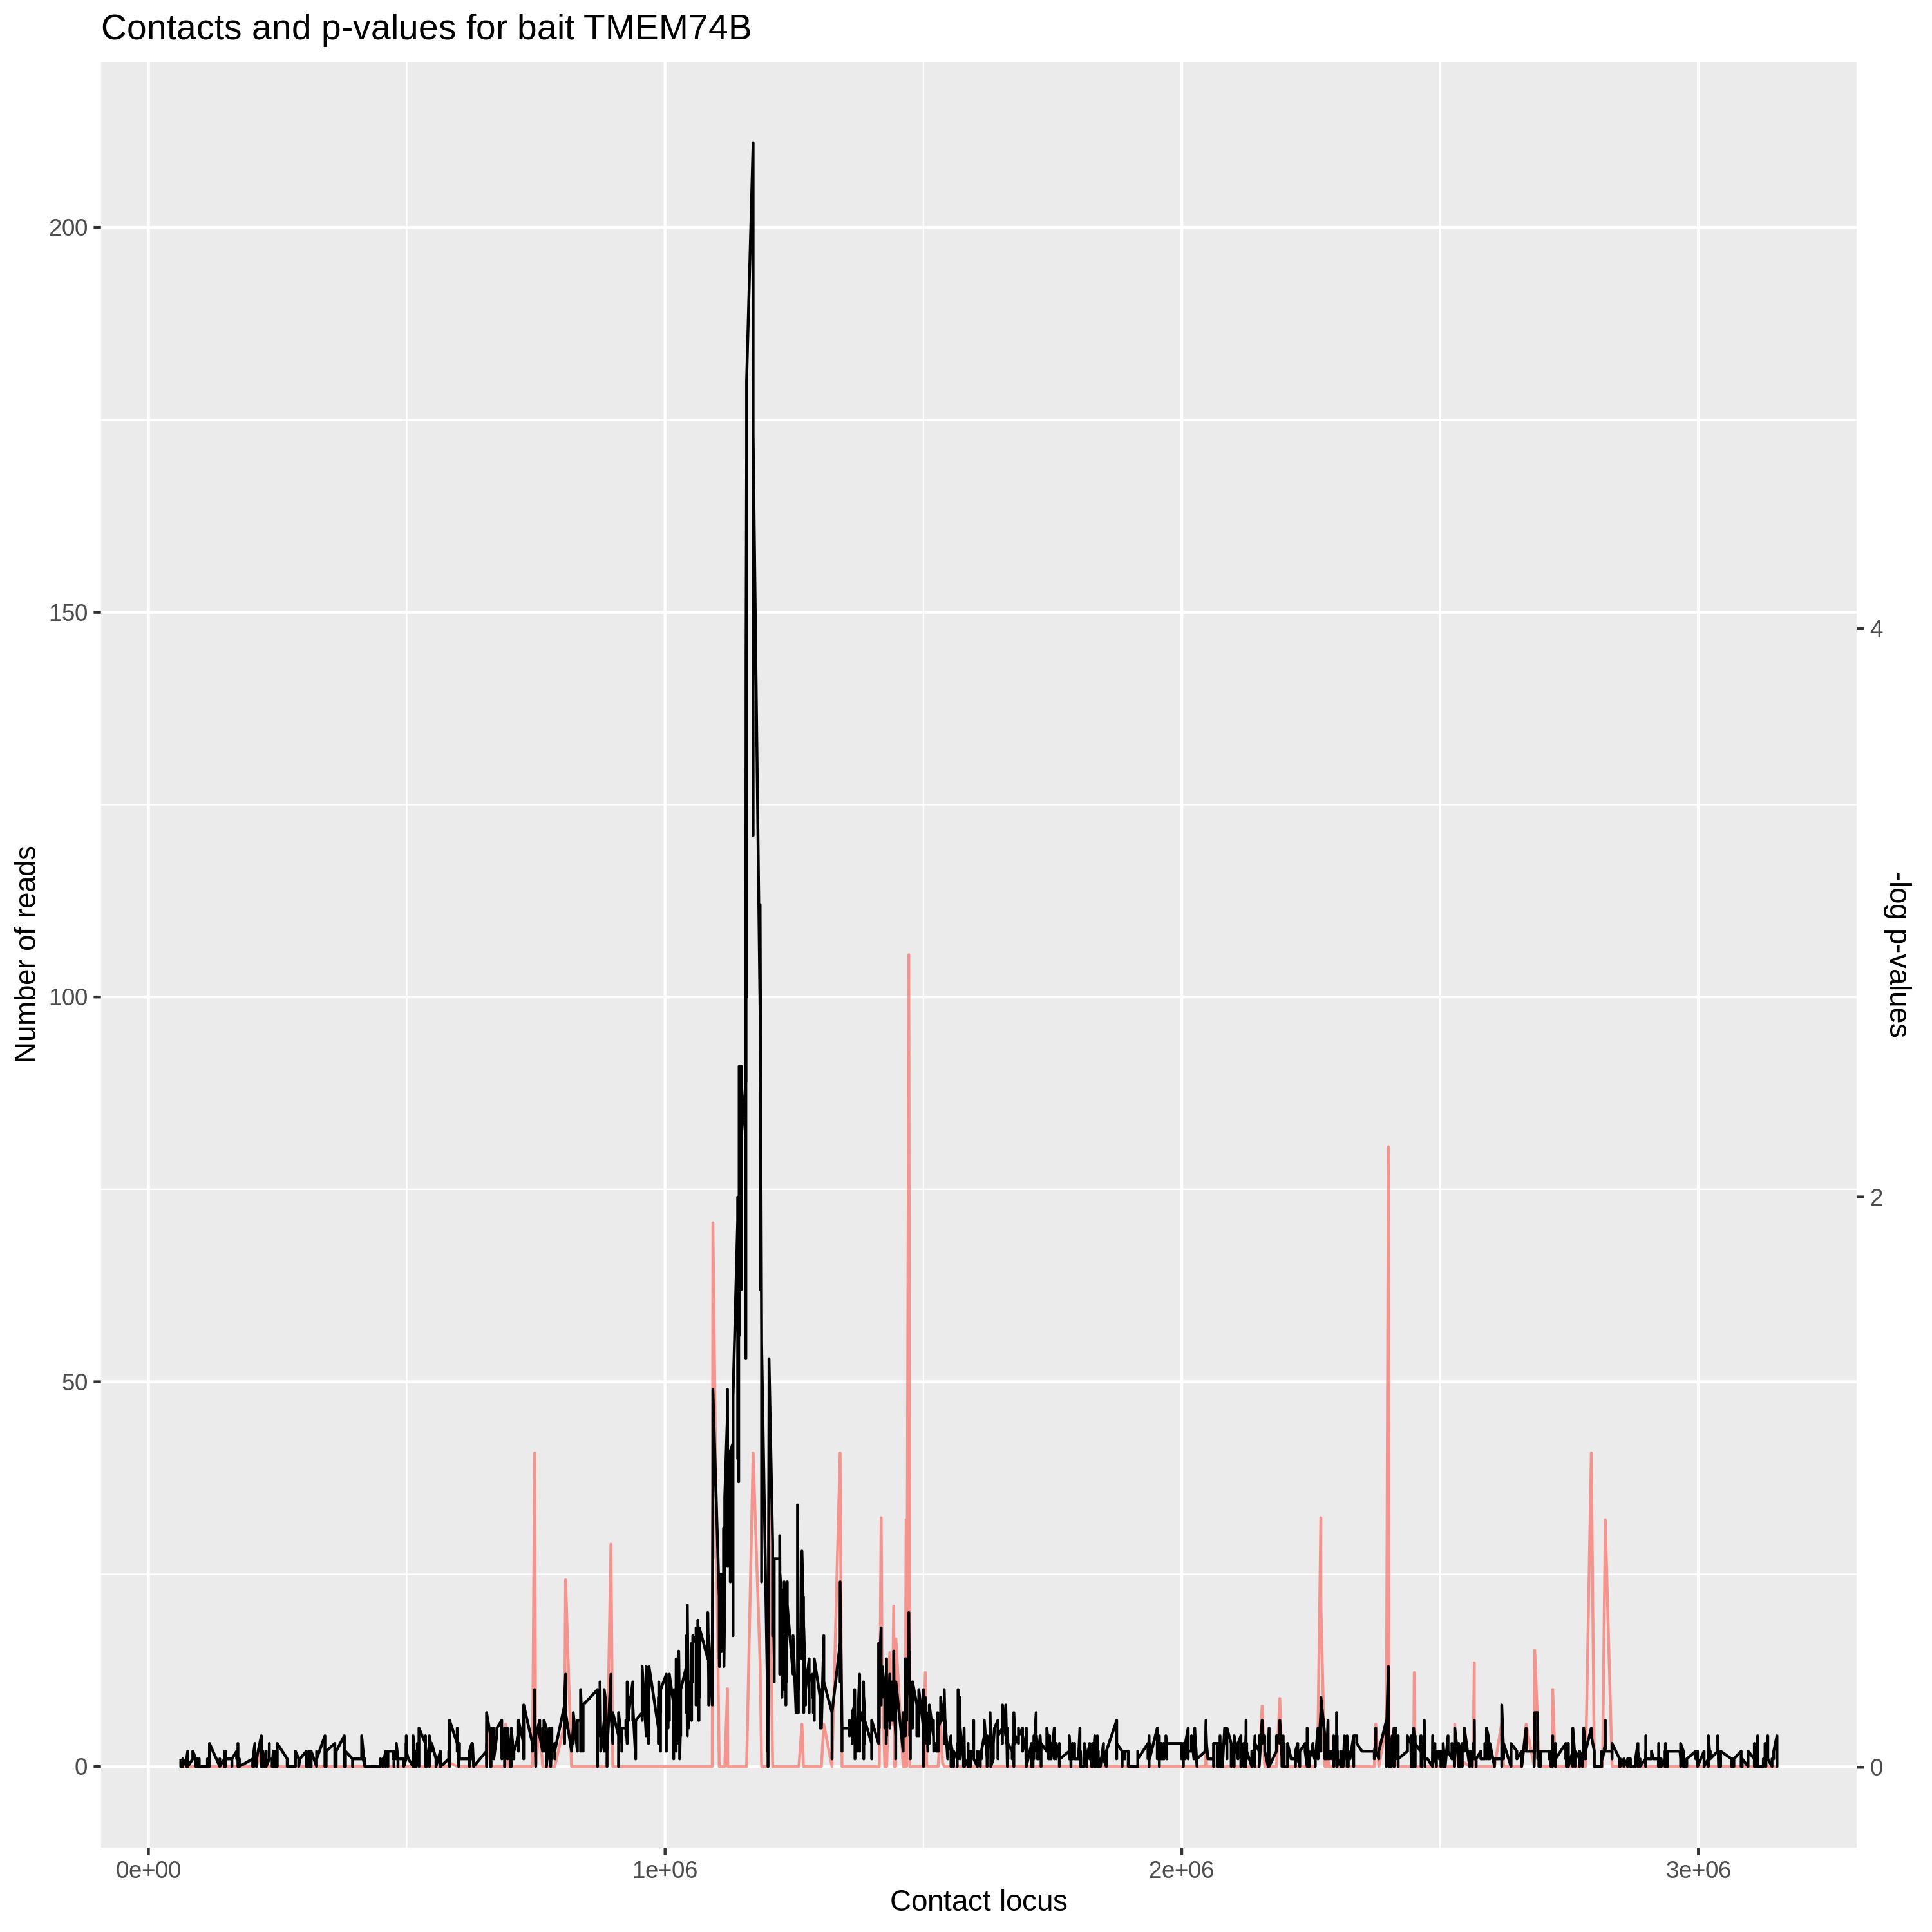 Contacts and p-values for bait TMEM74B
200
150
100
50
0
Number of reads
4
2
0
-log p-values
0e+00
1e+06
2e+06
3e+06
Contact locus